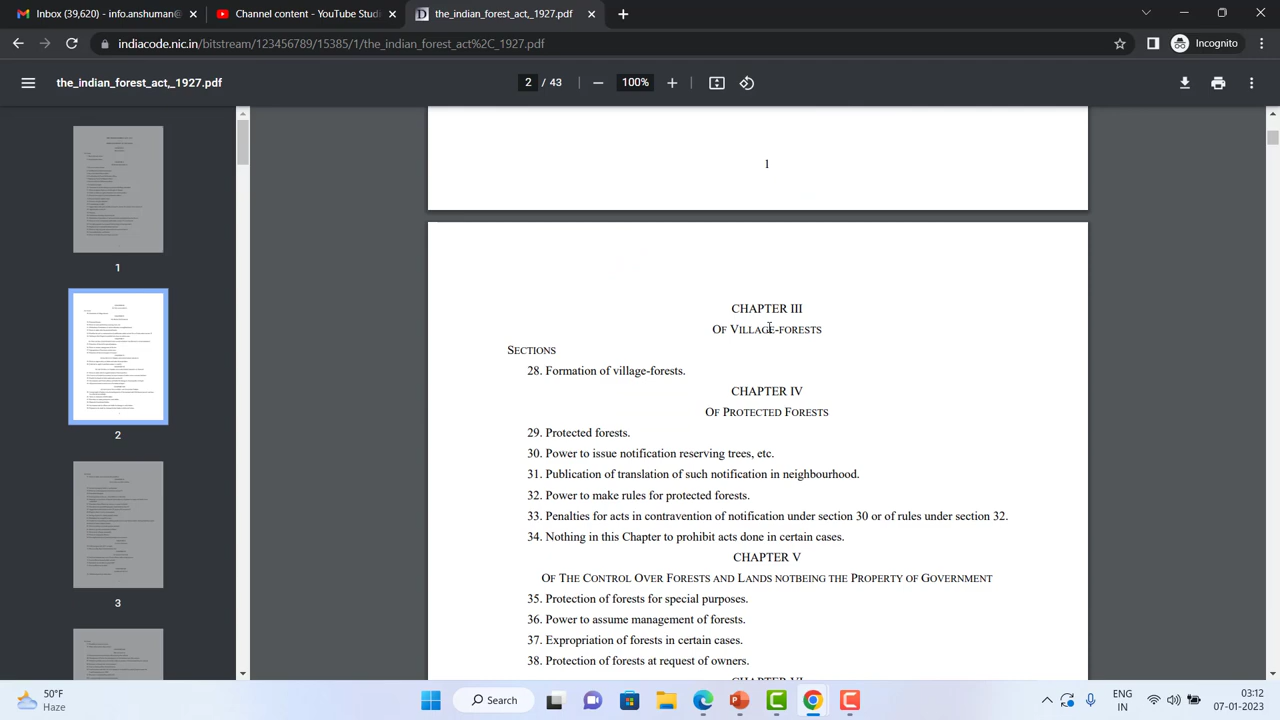 Inbox (39,620) - info.anshuman@
Channel content - YouTube Studi
the_indian_forest_act,_1927.pdf
indiacode.nic.in/bitstream/123456789/15385/1/the_indian_forest_act%2C_1927.pdf
Incognito
the_indian_forest_act,_1927.pdf
2 / 43
100%
1
2
3
1
CHAPTER III
OF VILLAGE-FORESTS
SECTIONS
28. Formation of village-forests.
CHAPTER IV
OF PROTECTED FORESTS
29. Protected forests.
30. Power to issue notification reserving trees, etc.
31. Publication of translation of such notification in neighbourhood.
32. Power to make rules for protected forests.
33. Penalties for acts in contravention of notification under section 30 or of rules under section 32.
34. Nothing in this Chapter to prohibit acts done in certain cases.
CHAPTER V
OF THE CONTROL OVER FORESTS AND LANDS NOTBEING THE PROPERTY OF GOVERNMENT
35. Protection of forests for special purposes.
36. Power to assume management of forests.
37. Expropriation of forests in certain cases.
38. Protection of forests at request of owners.
CHAPTER VI
50°F
Haze
Search
ENG
IN
03:12
07-01-2023